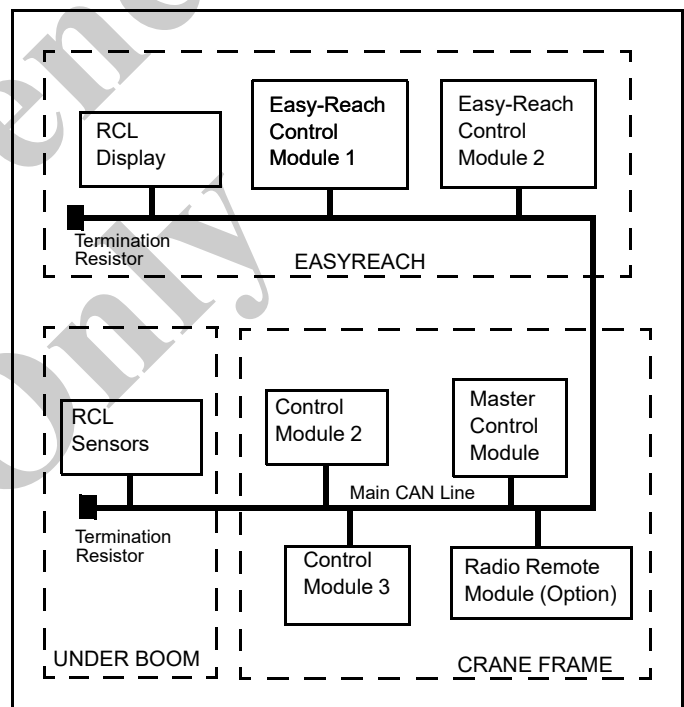 RCL
Display
Easy-Reach
Control
Module 1
Easy-Reach
Control
Module 2
Termination
Resistor
EASYREACH
RCL
Sensors
Control
Module 2
Master
Control
Module
Main CAN Line
Termination
Resistor
Control
Module 3
Radio Remote
Module (Option)
UNDER BOOM
CRANE FRAME
Only